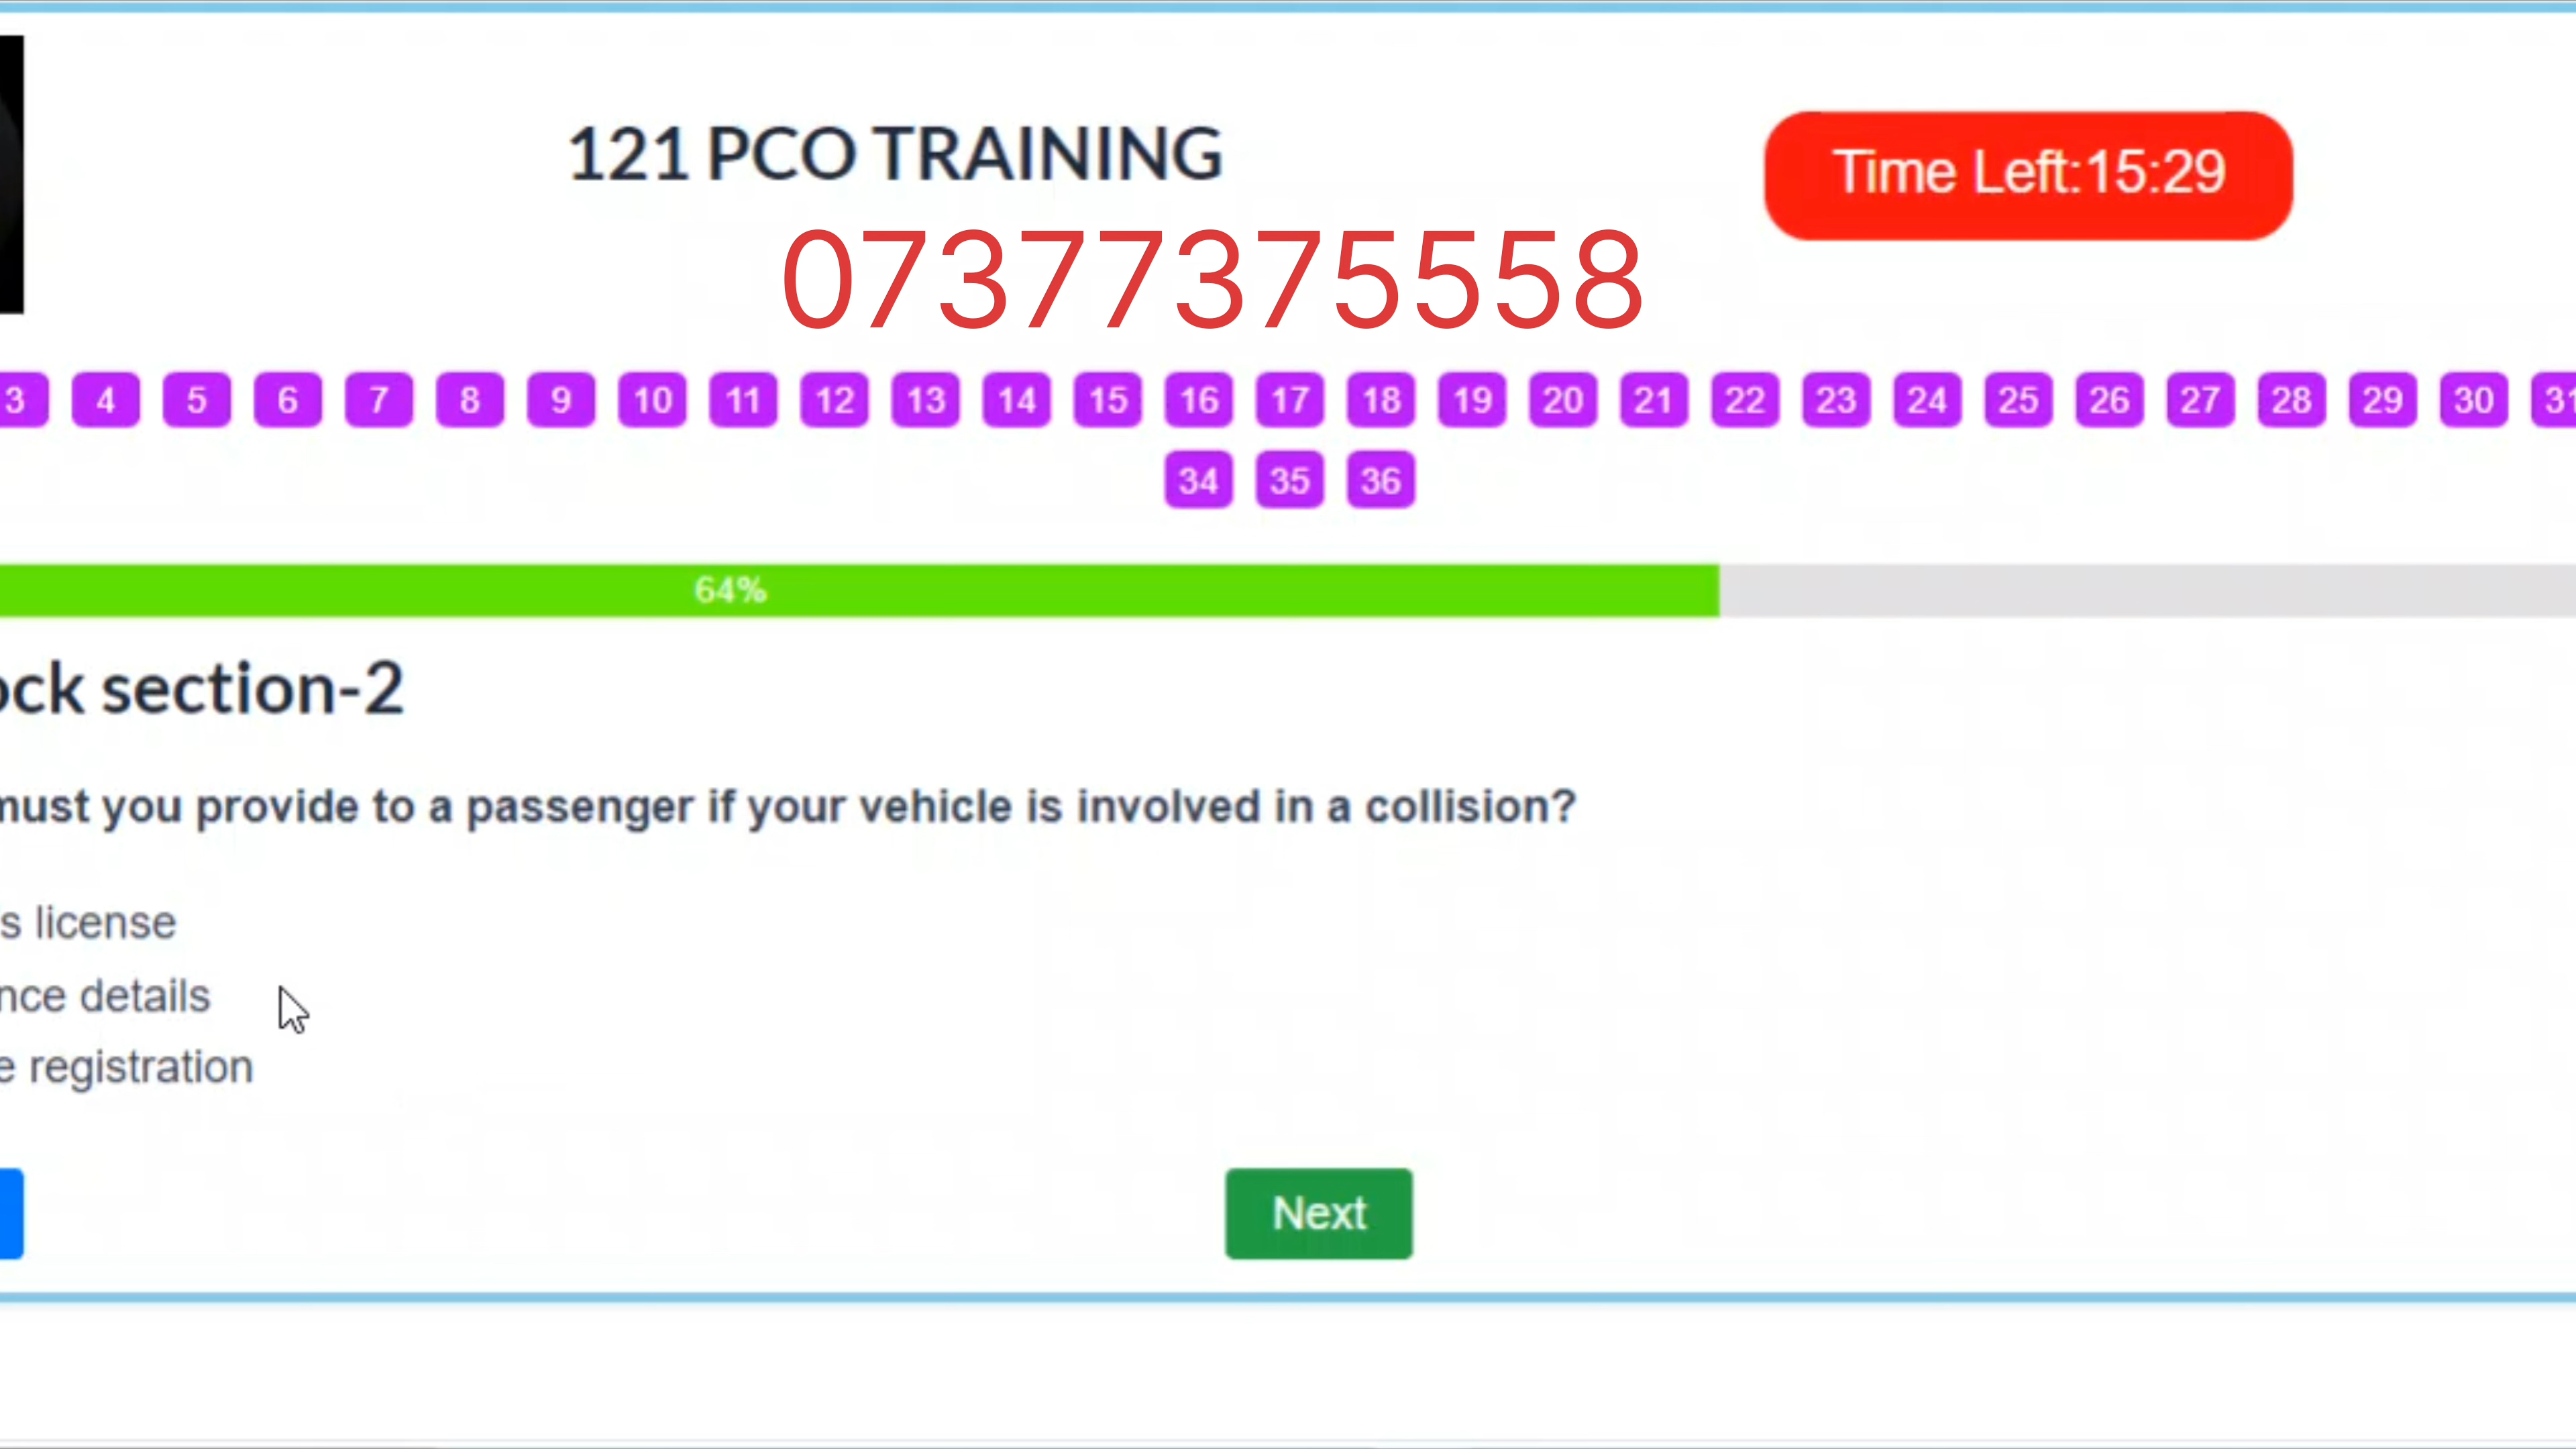 121 PCO TRAINING
Time Left:15:29
07377375558
3 4 5 6 7 8 9 10 11 12 13 14 15 16 17 18 19 20 21 22 23 24 25 26 27 28 29 30 31
34 35 36
64%
ock section-2
must you provide to a passenger if your vehicle is involved in a collision?
s license
nce details
e registration
Next